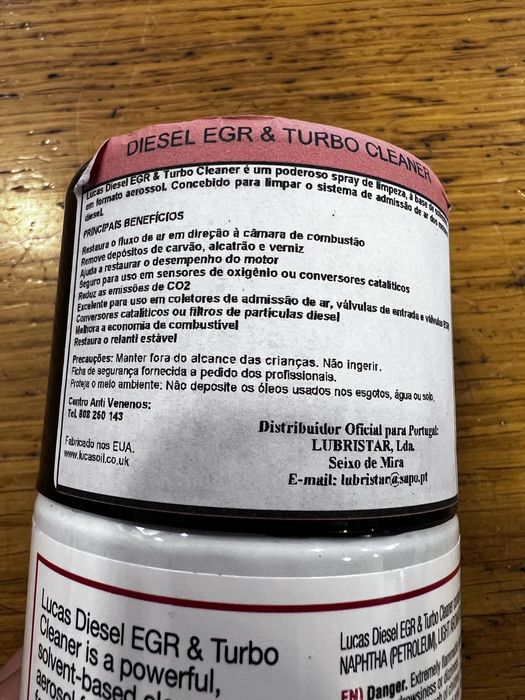 DIESEL EGR & TURBO CLEANER
Lucas Diesel EGR & Turbo Cleaner é um poderoso spray de limpeza, à base de
em formato aerossol. Concebido para limpar o sistema de admissão de ar dos
diesel.
PRINCIPAIS BENEFÍCIOS
Restaura o fluxo de ar em direção à câmara de combustão
Remove depósitos de carvão, alcatrão e verniz
Ajuda a restaurar o desempenho do motor
Seguro para uso em sensores de oxigênio ou conversores catalíticos
Reduz as emissões de CO2
Excelente para uso em coletores de admissão de ar, válvulas de entrada e válvulas EGR
Conversores catalíticos ou filtros de partículas diesel
Melhora a economia de combustível
Restaura o relanti estável
Precauções: Manter fora do alcance das crianças. Não ingerir.
Ficha de segurança fornecida a pedido dos profissionais.
Proteja o meio ambiente: Não deposite os óleos usados nos esgotos, água ou solo.
Centro Anti Venenos:
Tel. 808 250 143
Distribuidor Oficial para Portugal:
LUBRISTAR, Lda.
Seixo de Mira
E-mail: lubristar@sapo.pt
Fabricado nos EUA.
www.lucasoil.co.uk
Lucas Diesel EGR & Turbo
Cleaner is a powerful,
solvent-based
aerosol
Lucas Diesel EGR & Turbo Cleaner
NAPHTHA (PETROLEUM), LIGHT
EN) Danger. Extremely flammable
drowsiness or